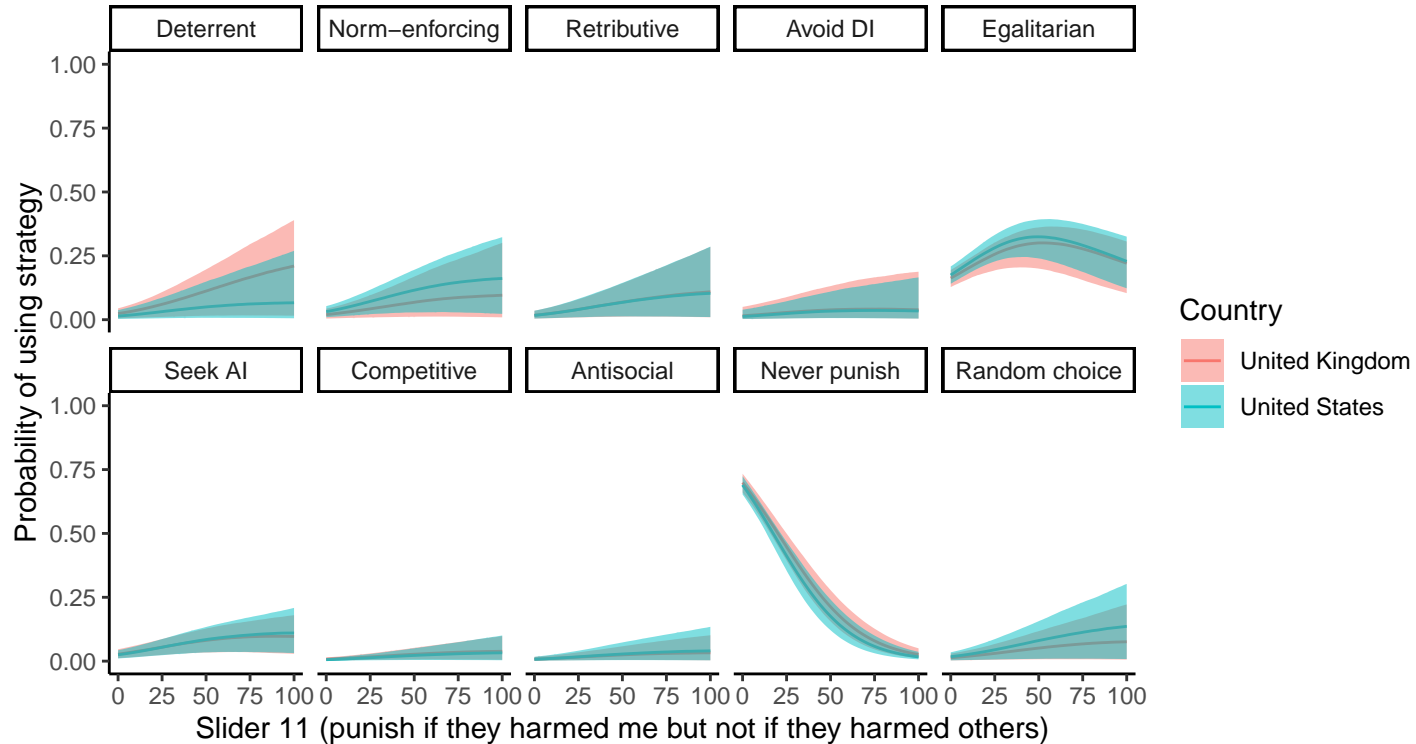 Deterrent Norm−enforcing Retributive Avoid DI Egalitarian
1.00
0.75
0.50
0.25
0.00
Seek AI Competitive Antisocial Never punish Random choice
1.00
0.75
0.50
0.25
0.00
0 25 50 75 100 0 25 50 75 100 0 25 50 75 100 0 25 50 75 100 0 25 50 75 100
Slider 11 (punish if they harmed me but not if they harmed others)
Probability of using strategy
Country
United Kingdom
United States